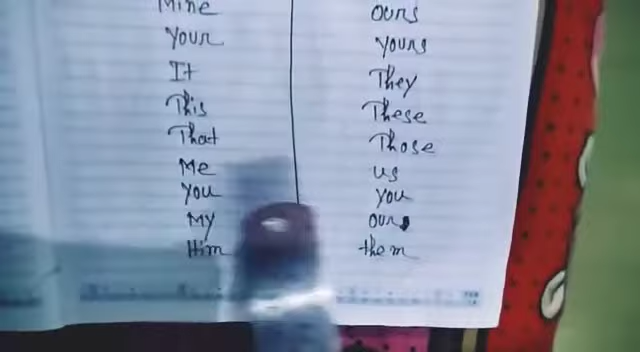 Mine ours
Your yours
It They
This These
That Those
Me us
You you
My our
Him them